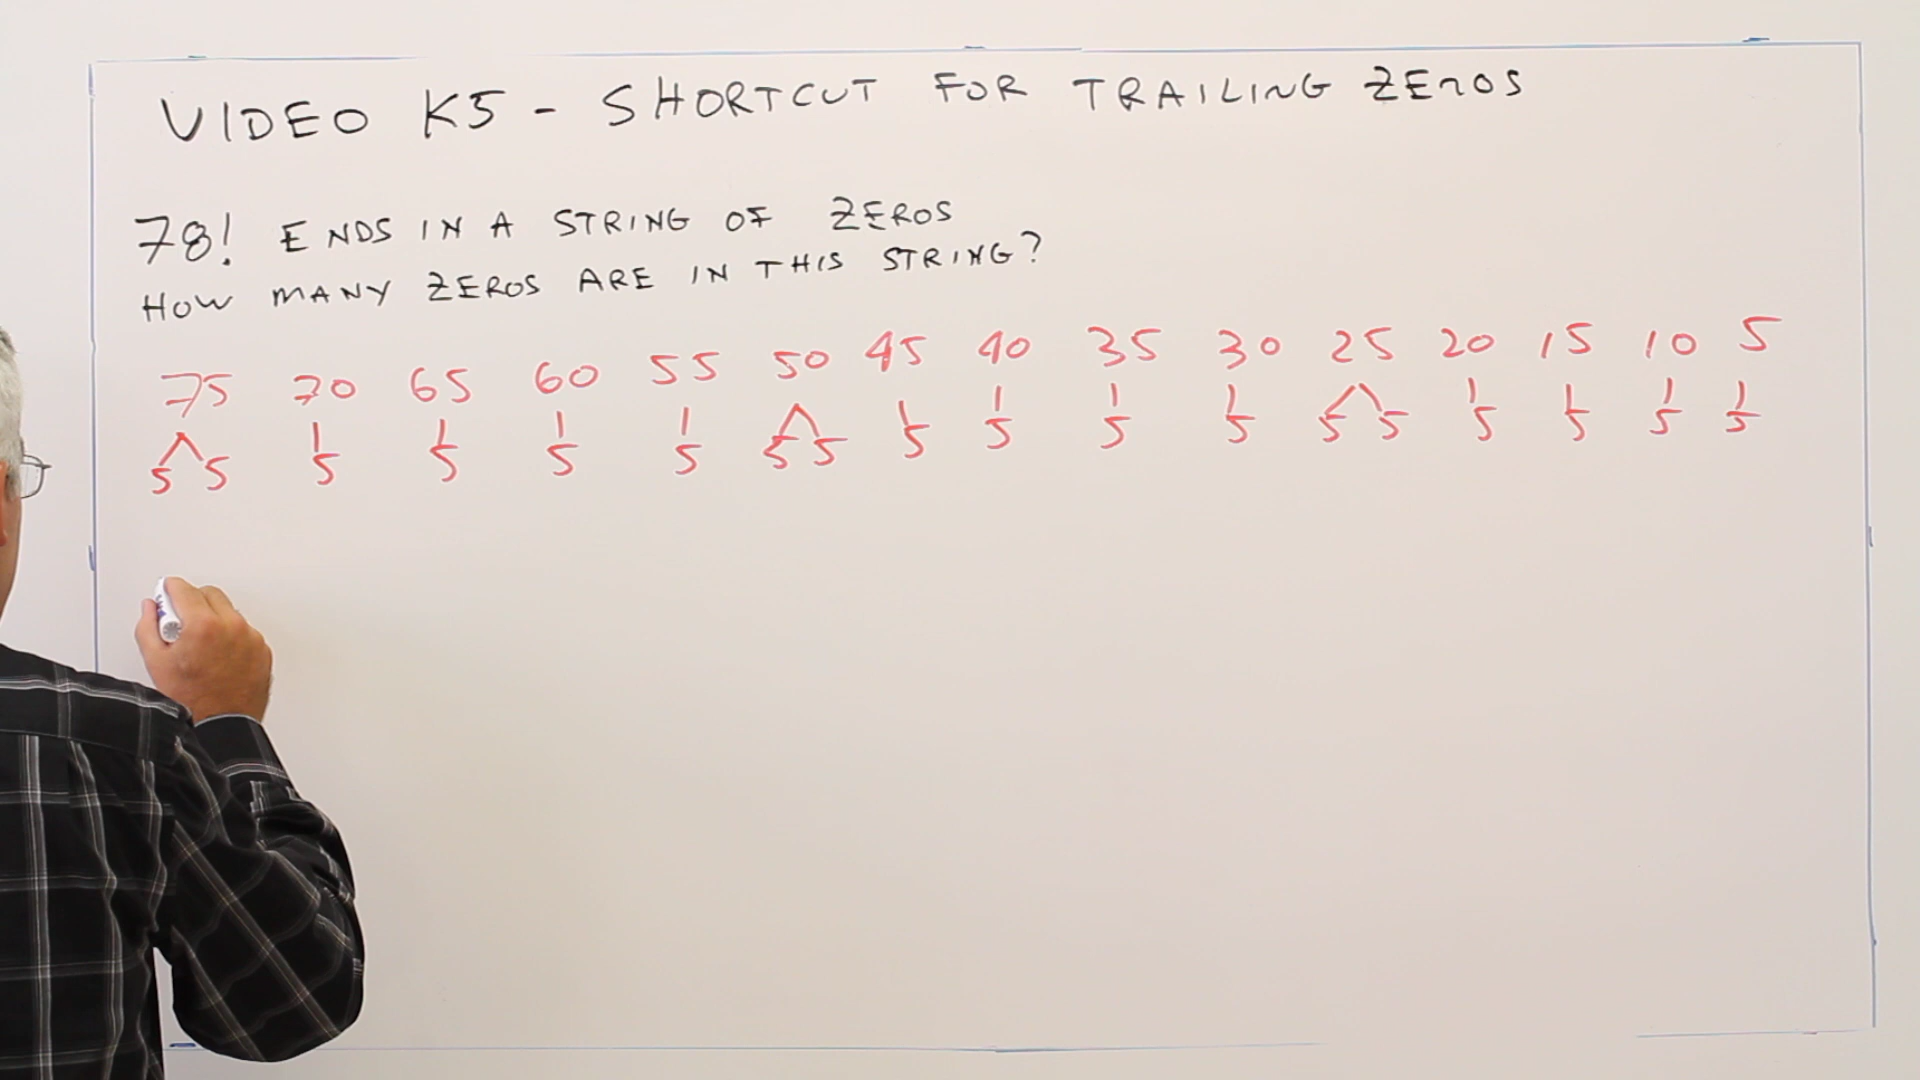 VIDEO K5 - SHORTCUT FOR TRAILING ZEROS
78! ENDS IN A STRING OF ZEROS
HOW MANY ZEROS ARE IN THIS STRING?
75 70 65 60 55 50 45 40 35 30 25 20 15 10 5
5 5 5 5 5 5 5 5 5 5 5 5 5 5 5 5 5 5